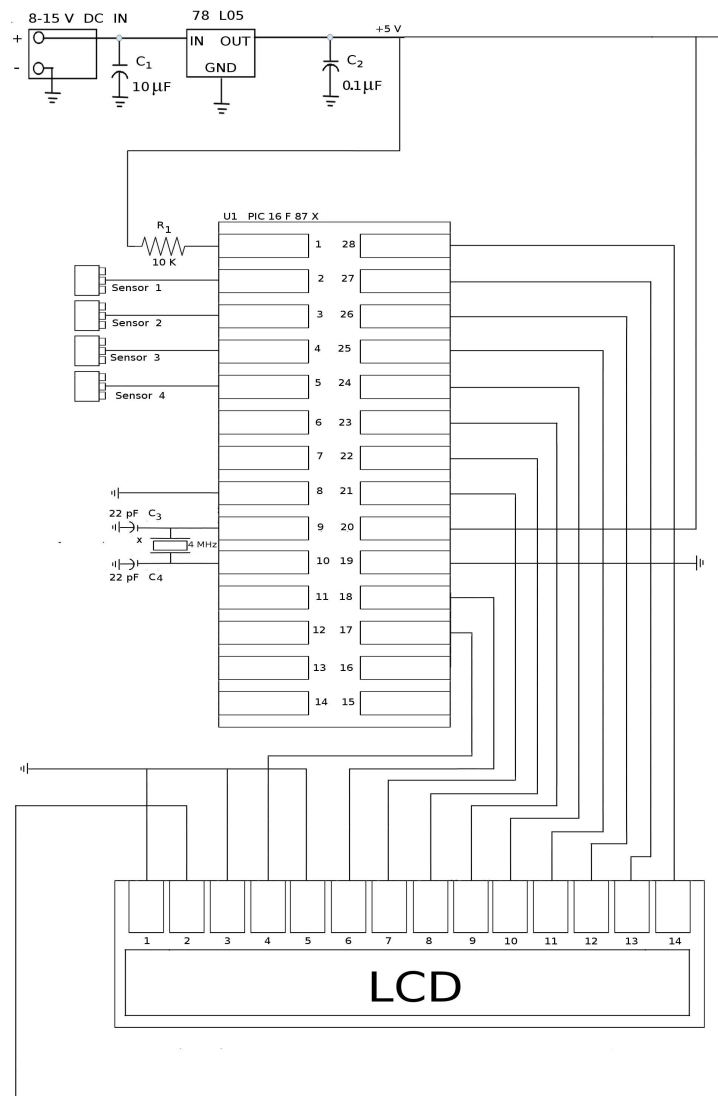 8-15 V DC IN
78 L05
+5 V
+
IN OUT
-
GND
C1
10 µF
C2
0.1µF
U1 PIC 16 F 87 X
R1
10 K
1 28
2 27
Sensor 1
3 26
Sensor 2
4 25
Sensor 3
5 24
Sensor 4
6 23
7 22
8 21
22 pF C3
9 20
x
4 MHz
10 19
22 pF C4
11 18
12 17
13 16
14 15
1 2 3 4 5 6 7 8 9 10 11 12 13 14
LCD